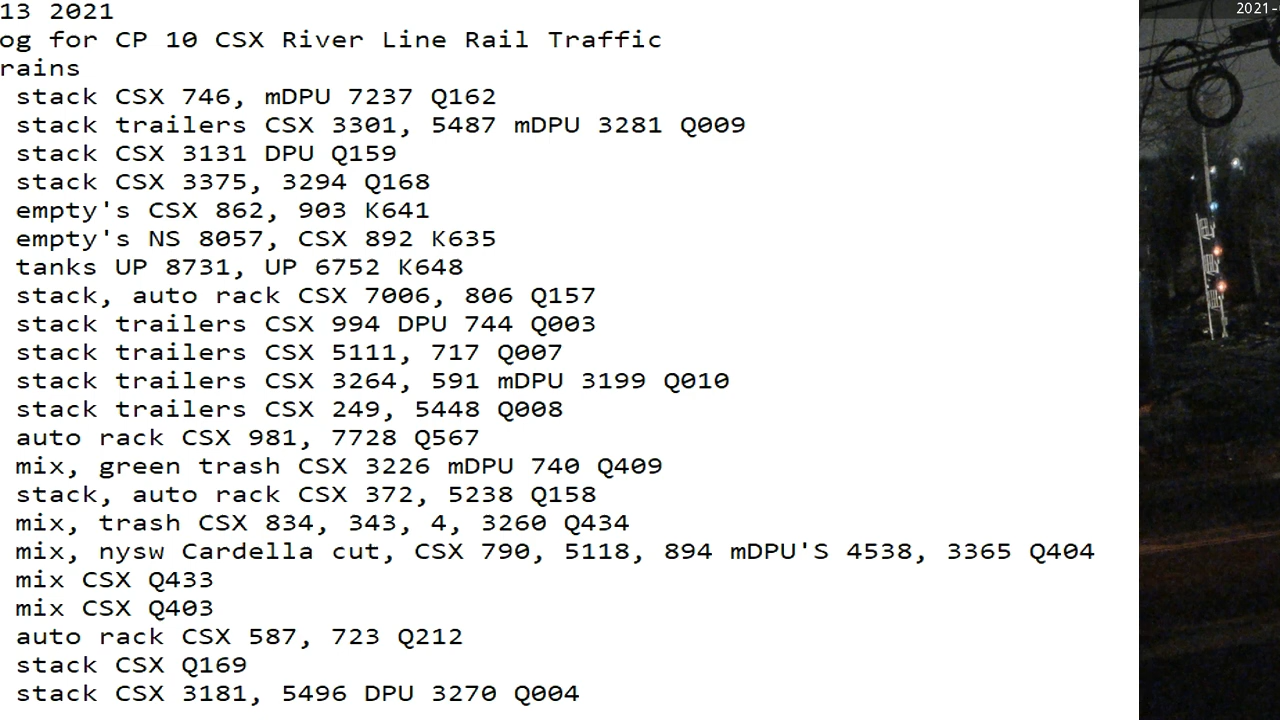 13 2021
og for CP 10 CSX River Line Rail Traffic
rains
stack CSX 746, mDPU 7237 Q162
stack trailers CSX 3301, 5487 mDPU 3281 Q009
stack CSX 3131 DPU Q159
stack CSX 3375, 3294 Q168
empty's CSX 862, 903 K641
empty's NS 8057, CSX 892 K635
tanks UP 8731, UP 6752 K648
stack, auto rack CSX 7006, 806 Q157
stack trailers CSX 994 DPU 744 Q003
stack trailers CSX 5111, 717 Q007
stack trailers CSX 3264, 591 mDPU 3199 Q010
stack trailers CSX 249, 5448 Q008
auto rack CSX 981, 7728 Q567
mix, green trash CSX 3226 mDPU 740 Q409
stack, auto rack CSX 372, 5238 Q158
mix, trash CSX 834, 343, 4, 3260 Q434
mix, nysw Cardella cut, CSX 790, 5118, 894 mDPU'S 4538, 3365 Q404
mix CSX Q433
mix CSX Q403
auto rack CSX 587, 723 Q212
stack CSX Q169
stack CSX 3181, 5496 DPU 3270 Q004
2021-